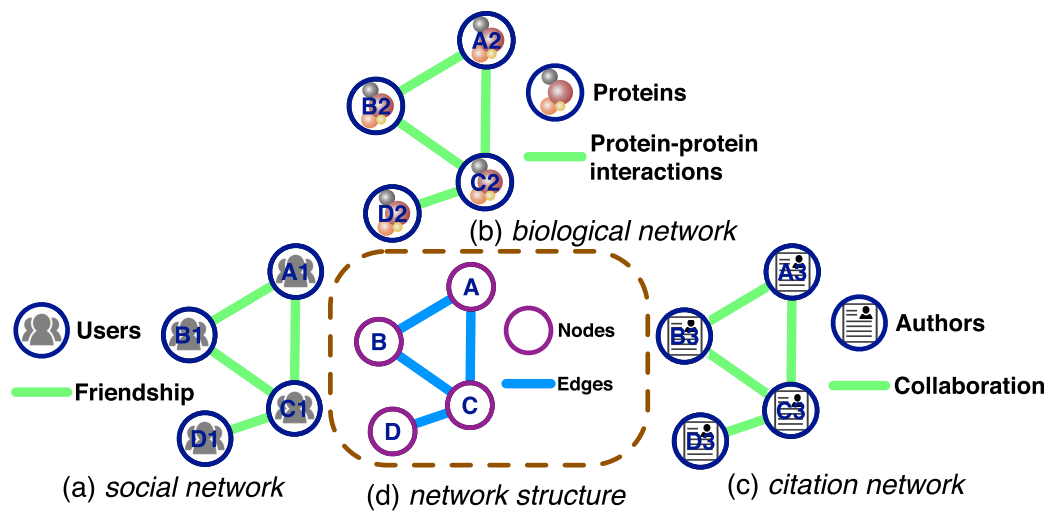 A2
B2
Proteins
Protein-protein
interactions
C2
D2
(b) biological network
A1
B1
Users
Friendship
C1
D1
(a) social network
A
B
Nodes
Edges
C
D
(d) network structure
A3
B3
Authors
Collaboration
C3
D3
(c) citation network